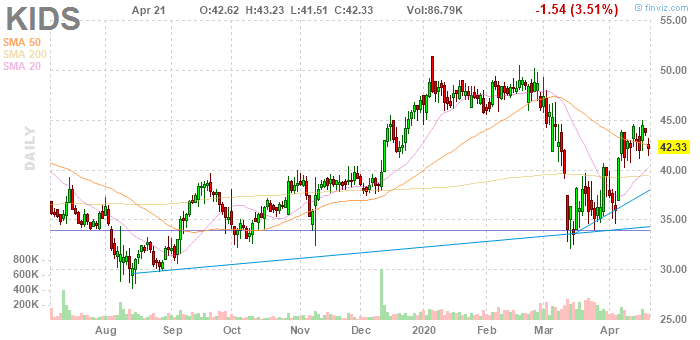 KIDS Apr 21 O:42.62 H:43.23 L:41.51 C:42.33 Vol:86.79K -1.54 (3.51%)
© finviz.com
SMA 50
SMA 200
SMA 20
DAILY
55.00
50.00
45.00
42.33
40.00
35.00
30.00
25.00
800K
600K
400K
200K
Aug Sep Oct Nov Dec 2020 Feb Mar Apr